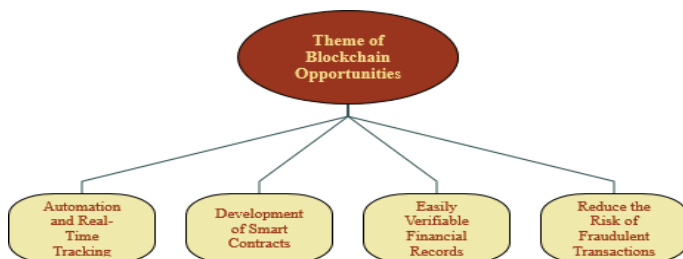 Theme of
Blockchain
Opportunities
Automation
and Real-
Time
Tracking
Development
of Smart
Contracts
Easily
Verifiable
Financial
Records
Reduce the
Risk of
Fraudulent
Transactions